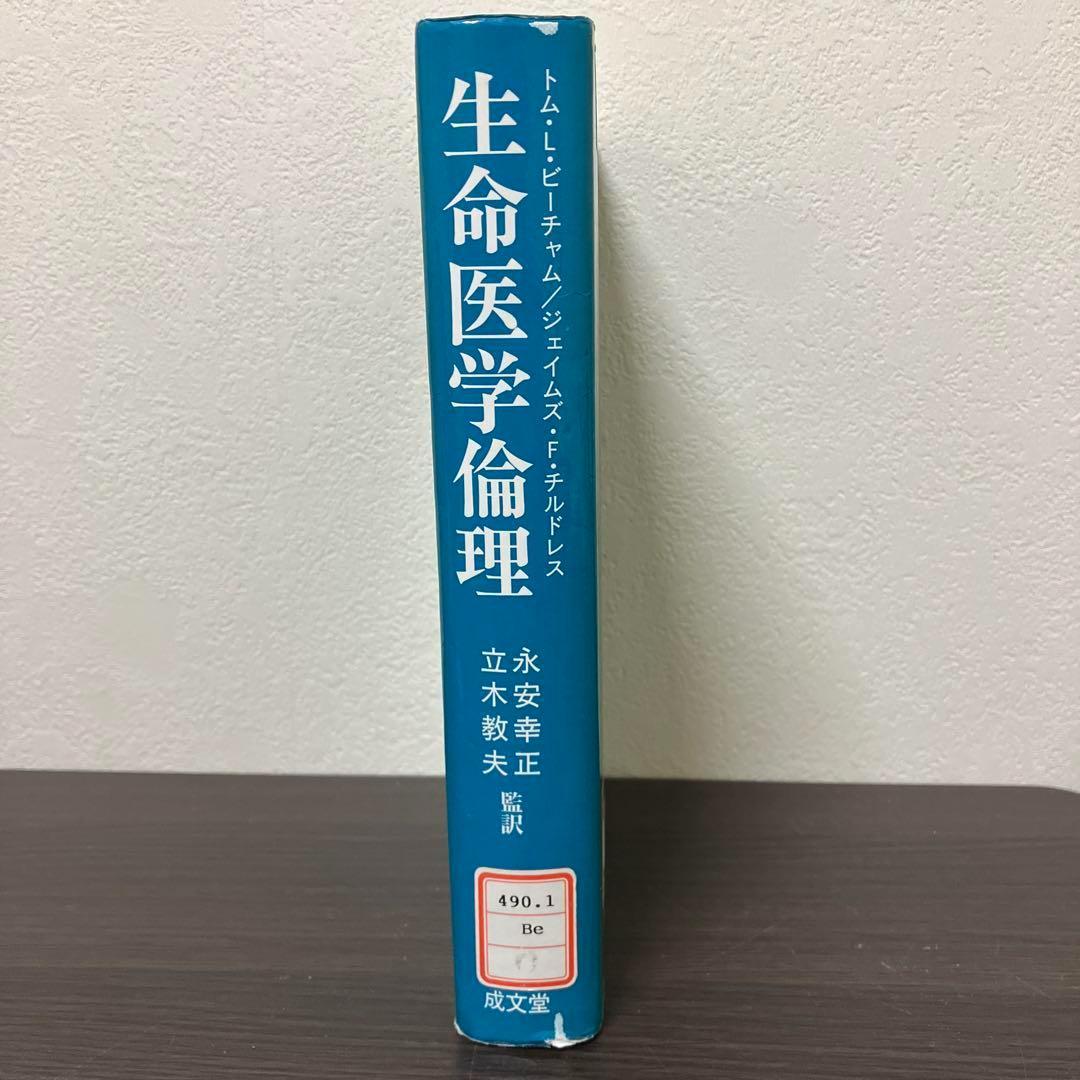 トム・L・ビーチャム／ジェイムズ・F・チルドレス
生命医学倫理
永安幸正
立木教夫
監訳
490.1
Be
成文堂